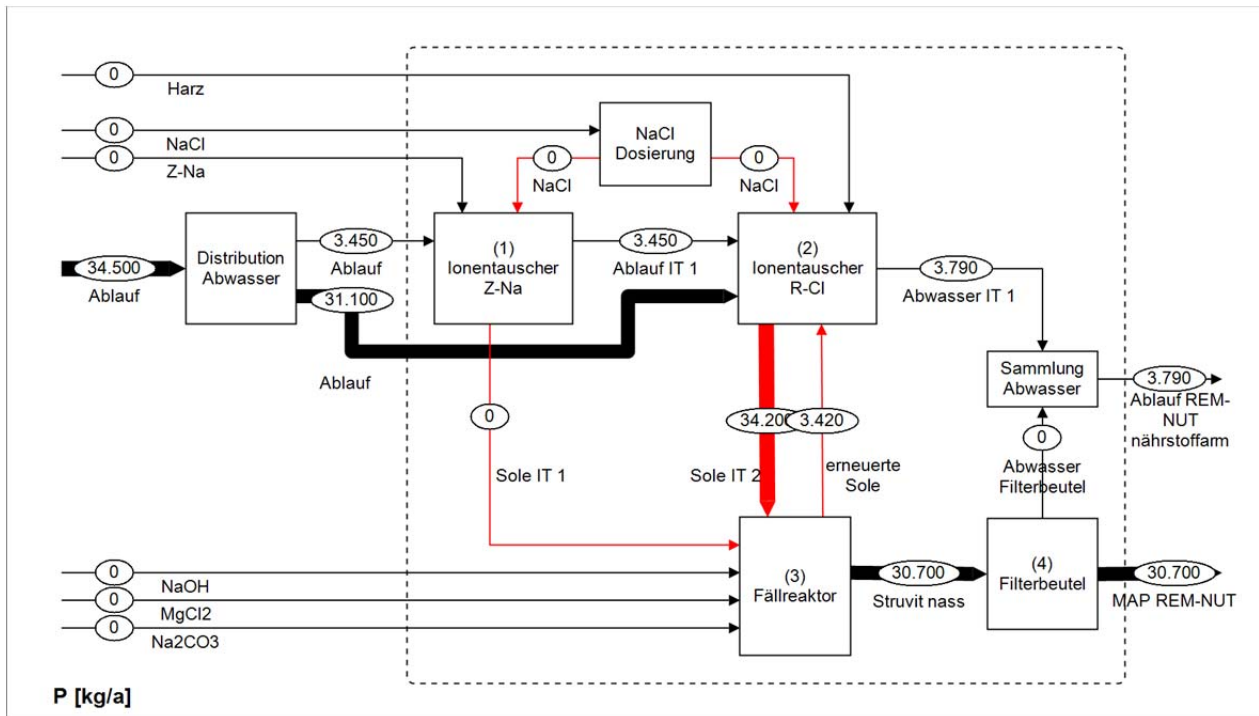 0
Harz
0
NaCl
0
Z-Na
NaCl
Dosierung
0
NaCl
0
NaCl
34.500
Ablauf
Distribution
Abwasser
3.450
Ablauf
31.100
Ablauf
(1)
Ionentauscher
Z-Na
3.450
Ablauf IT 1
(2)
Ionentauscher
R-Cl
3.790
Abwasser IT 1
Sammlung
Abwasser
3.790
Ablauf REM-
NUT
nährstoffarm
0
Sole IT 1
34.200
Sole IT 2
3.420
erneuerte
Sole
0
Abwasser
Filterbeutel
0
NaOH
0
MgCl2
0
Na2CO3
(3)
Fällreaktor
30.700
Struvit nass
(4)
Filterbeutel
30.700
MAP REM-NUT
P [kg/a]